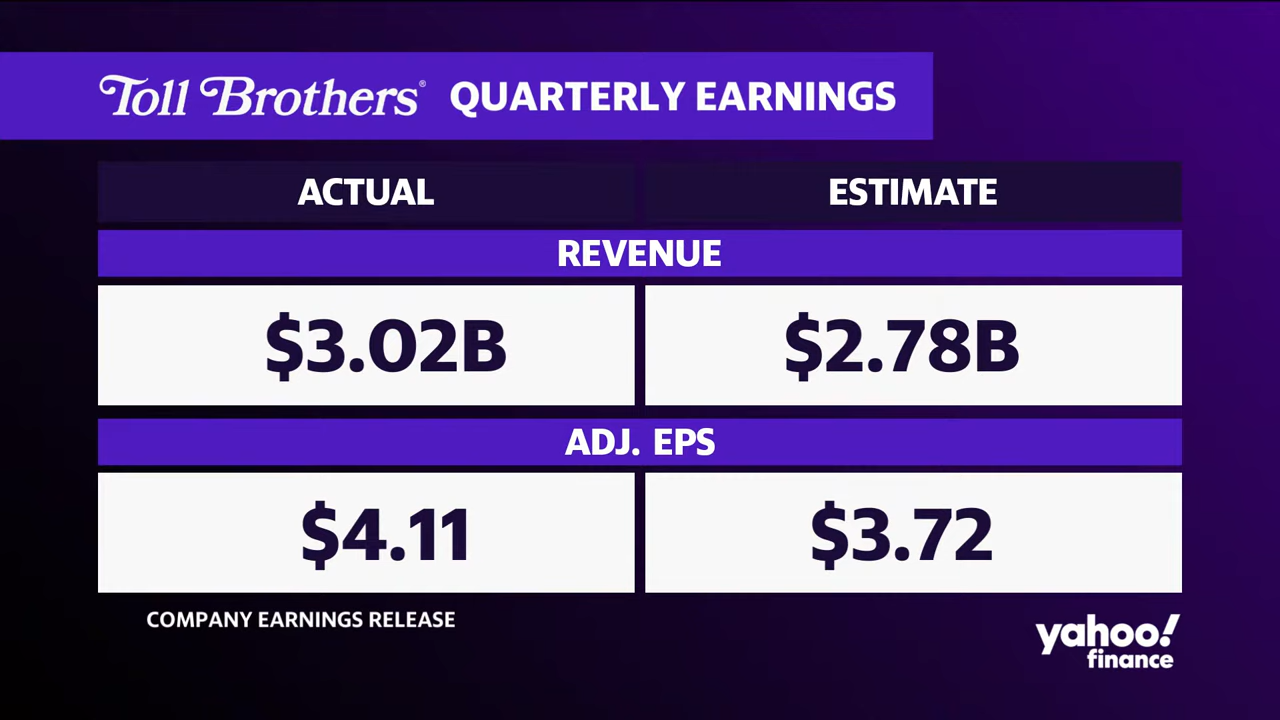 Toll Brothers® QUARTERLY EARNINGS
ACTUAL ESTIMATE
REVENUE
$3.02B $2.78B
ADJ. EPS
$4.11 $3.72
COMPANY EARNINGS RELEASE
yahoo!
finance